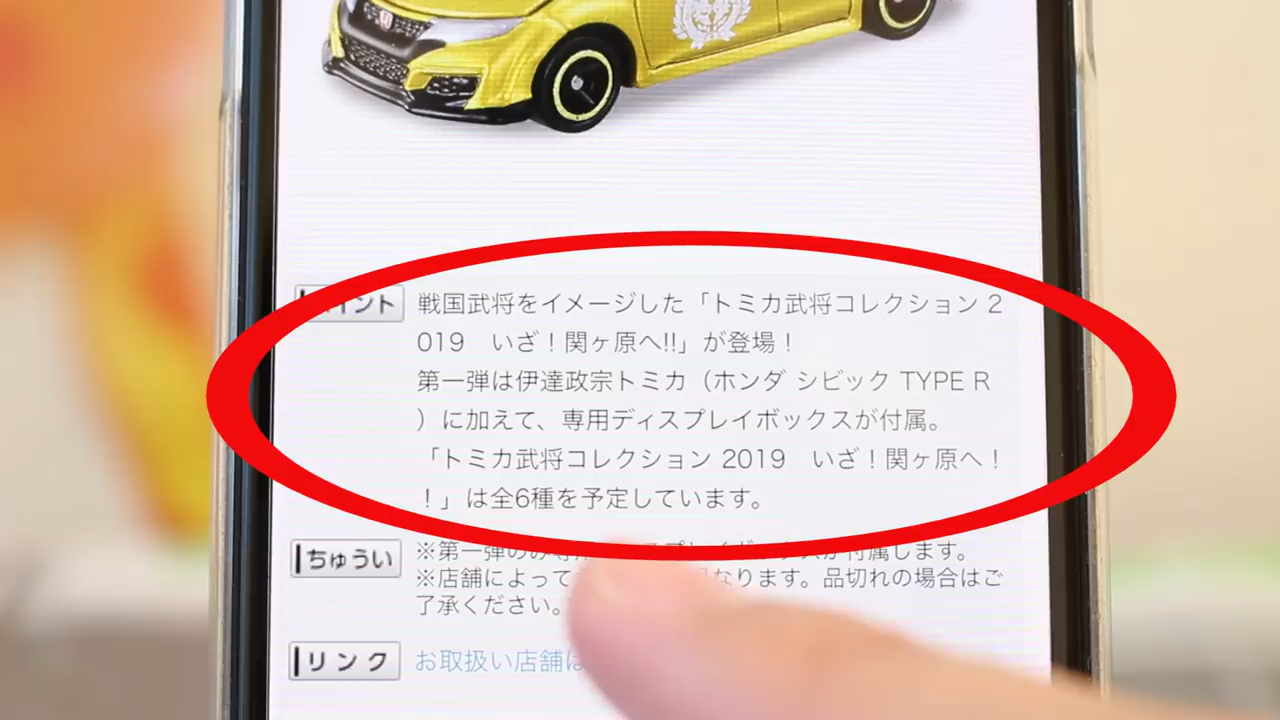 イント
戦国武将をイメージした「トミカ武将コレクション 2
019　いざ！関ヶ原へ!!」が登場！
第一弾は伊達政宗トミカ（ホンダ シビック TYPE R
）に加えて、専用ディスプレイボックスが付属。
「トミカ武将コレクション 2019　いざ！関ヶ原へ！
！」は全6種を予定しています。
ちゅうい
※第一弾のみ専用 が付属します。
※店舗によって なります。品切れの場合はご
了承ください。
リンク
お取扱い店舗は